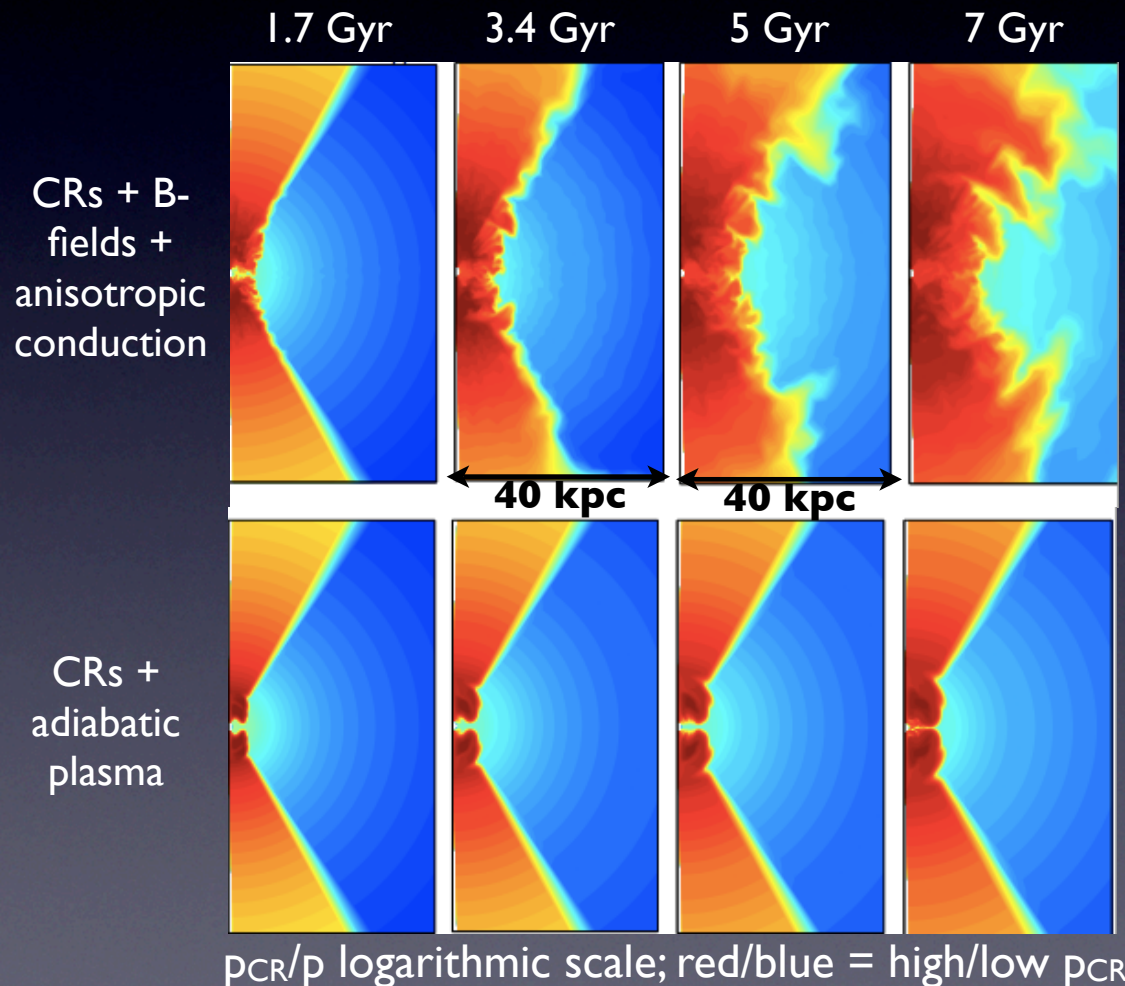 1.7 Gyr 3.4 Gyr 5 Gyr 7 Gyr
CRs + B-
fields +
anisotropic
conduction
40 kpc 40 kpc
CRs +
adiabatic
plasma
pCR/p logarithmic scale; red/blue = high/low pCR